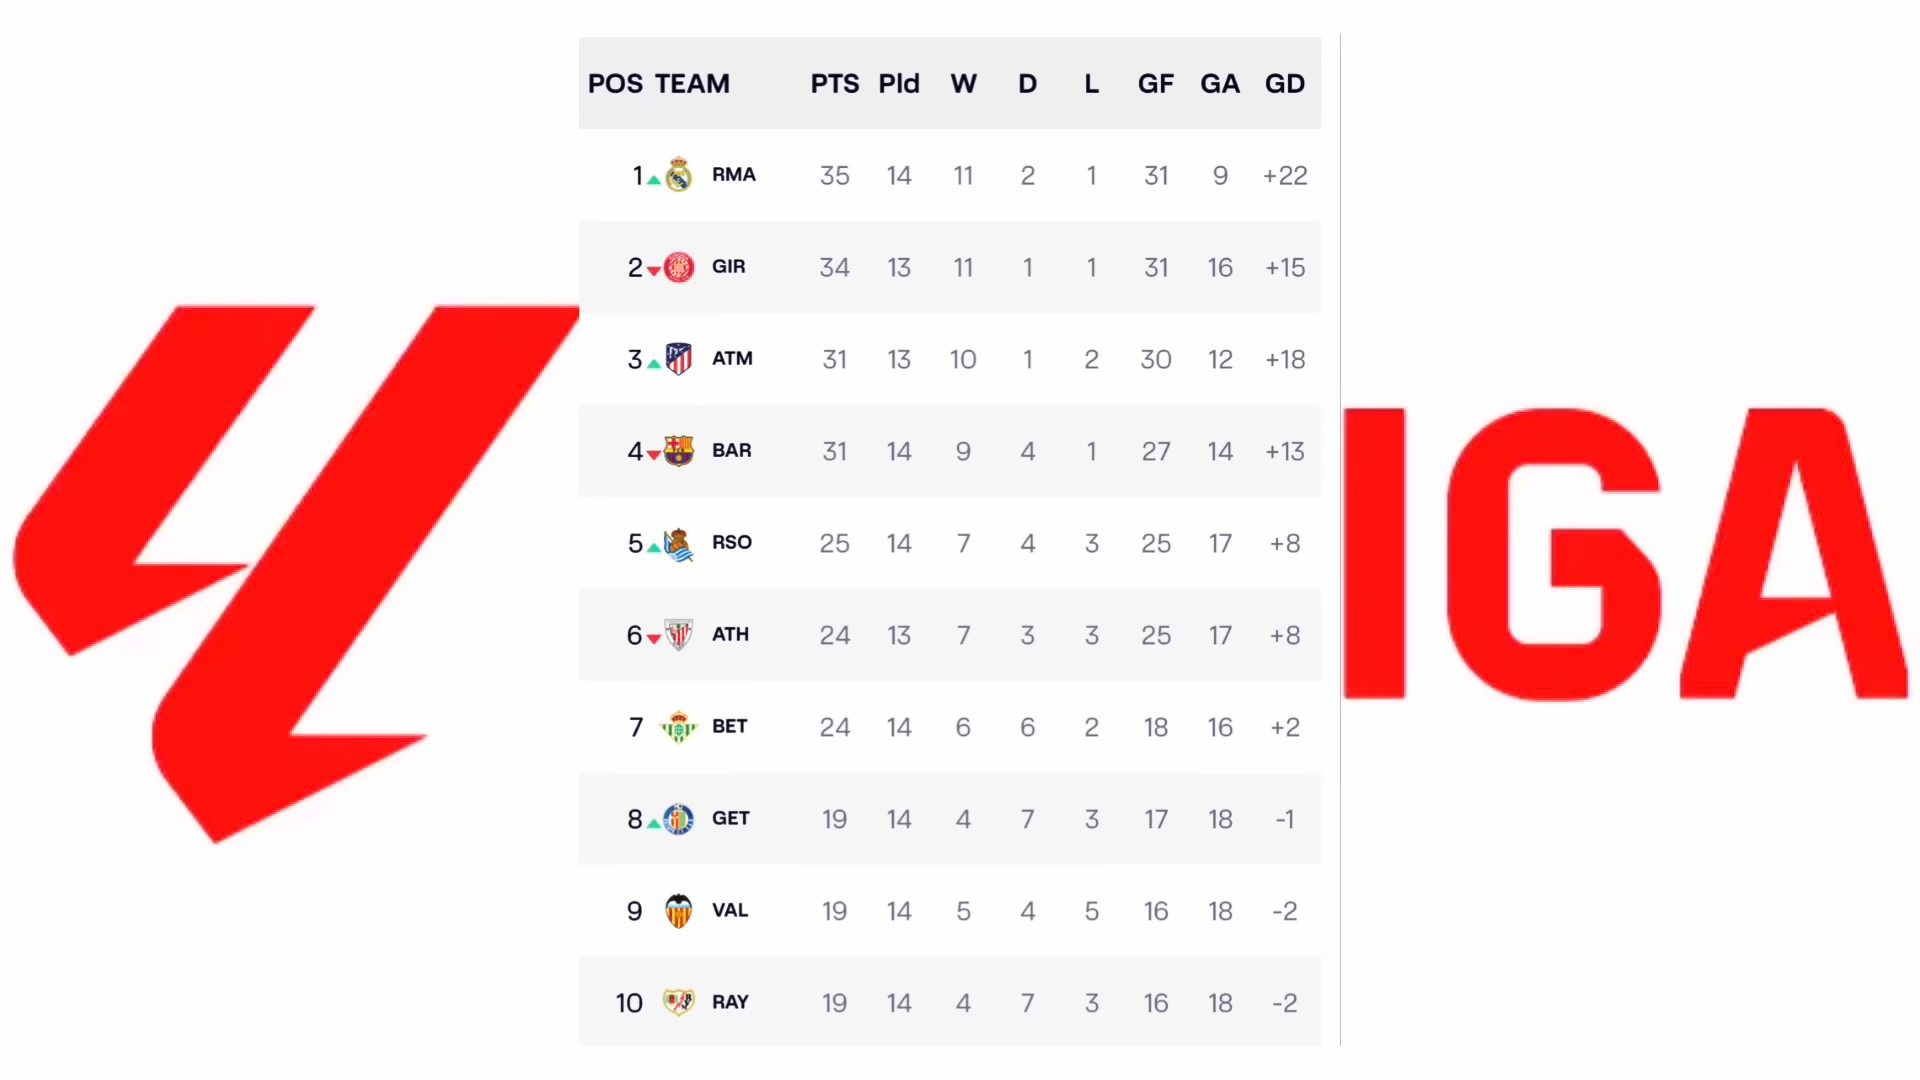 POS TEAM PTS Pld W D L GF GA GD
1 RMA 35 14 11 2 1 31 9 +22
2 GIR 34 13 11 1 1 31 16 +15
3 ATM 31 13 10 1 2 30 12 +18
4 BAR 31 14 9 4 1 27 14 +13
5 RSO 25 14 7 4 3 25 17 +8
6 ATH 24 13 7 3 3 25 17 +8
7 BET 24 14 6 6 2 18 16 +2
8 GET 19 14 4 7 3 17 18 -1
9 VAL 19 14 5 4 5 16 18 -2
10 RAY 19 14 4 7 3 16 18 -2
IGA